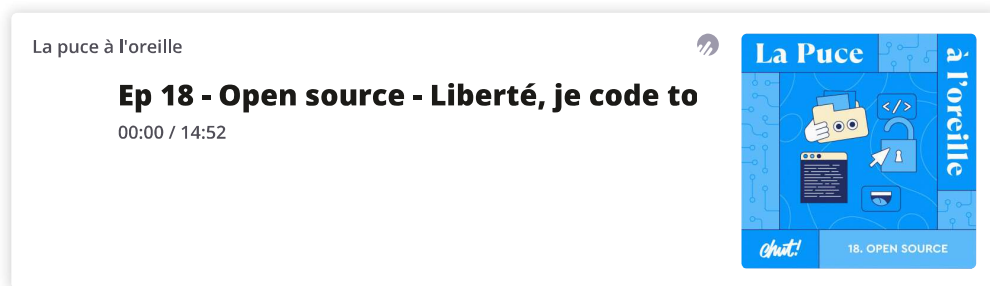 La puce à l'oreille
Ep 18 - Open source - Liberté, je code to
00:00 / 14:52
La Puce
à l'oreille
</>
chut!
18. OPEN SOURCE